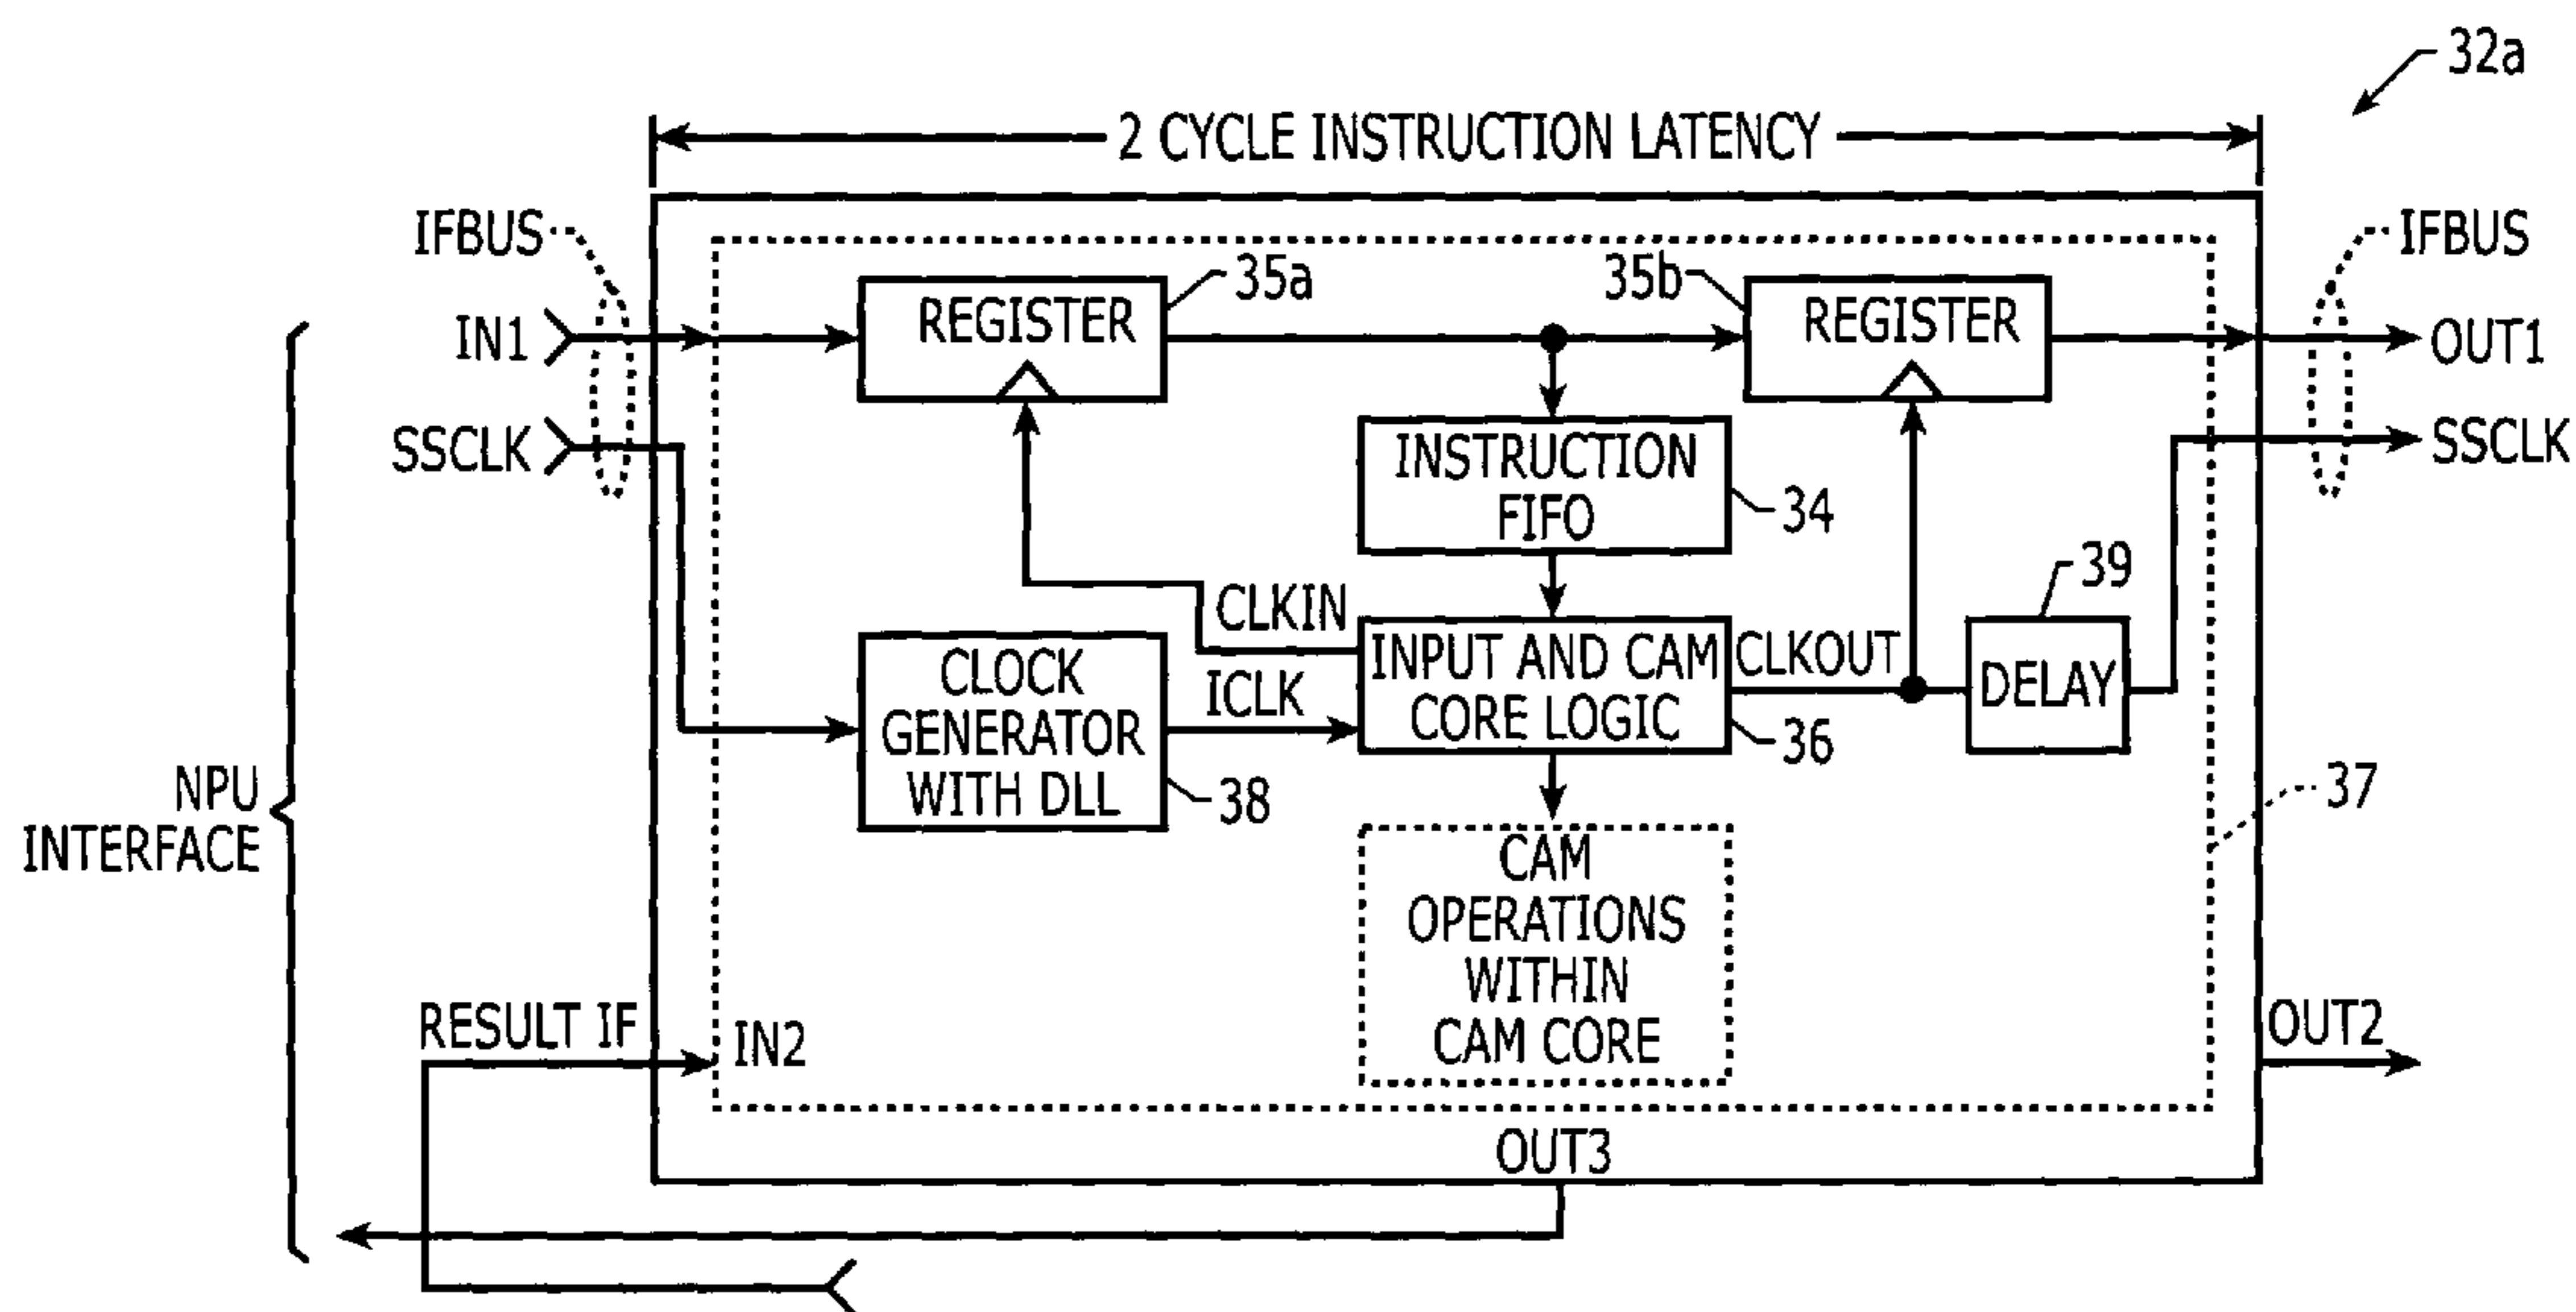 32a
2 CYCLE INSTRUCTION LATENCY
IFBUS
IFBUS
35a
35b
REGISTER
REGISTER
IN1
OUT1
SSCLK
SSCLK
INSTRUCTION
FIFO
34
39
CLKIN
INPUT AND CAM
CORE LOGIC
CLKOUT
DELAY
36
CLOCK
GENERATOR
WITH DLL
ICLK
38
37
NPU
INTERFACE
CAM
OPERATIONS
WITHIN
CAM CORE
RESULT IF
IN2
OUT2
OUT3